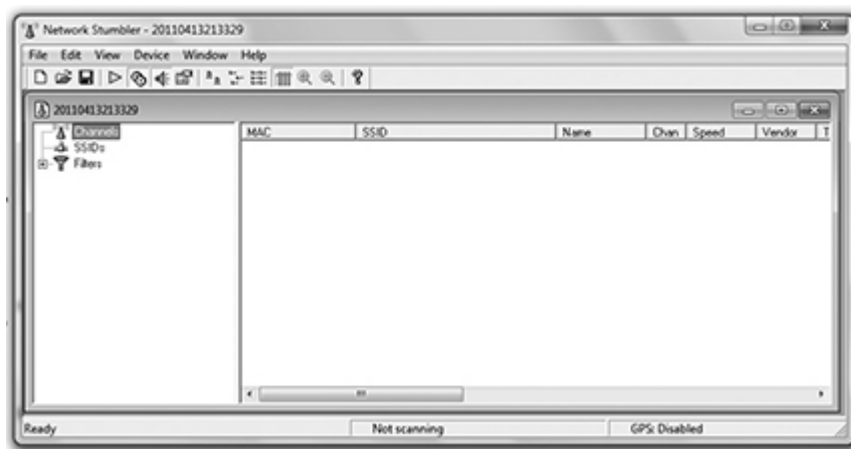 Network Stumbler - 20110413213329
File Edit View Device Window Help
20110413213329
Channels
SSIDs
Filters
MAC SSID Name Chan Speed Vendor T
Ready Not scanning GPS: Disabled